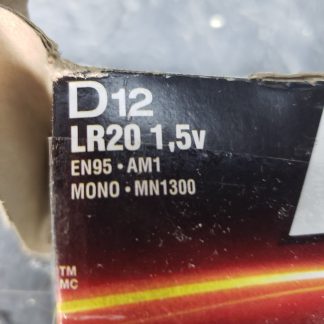 D12
LR20 1,5v
EN95 • AM1
MONO • MN1300
TM
MC